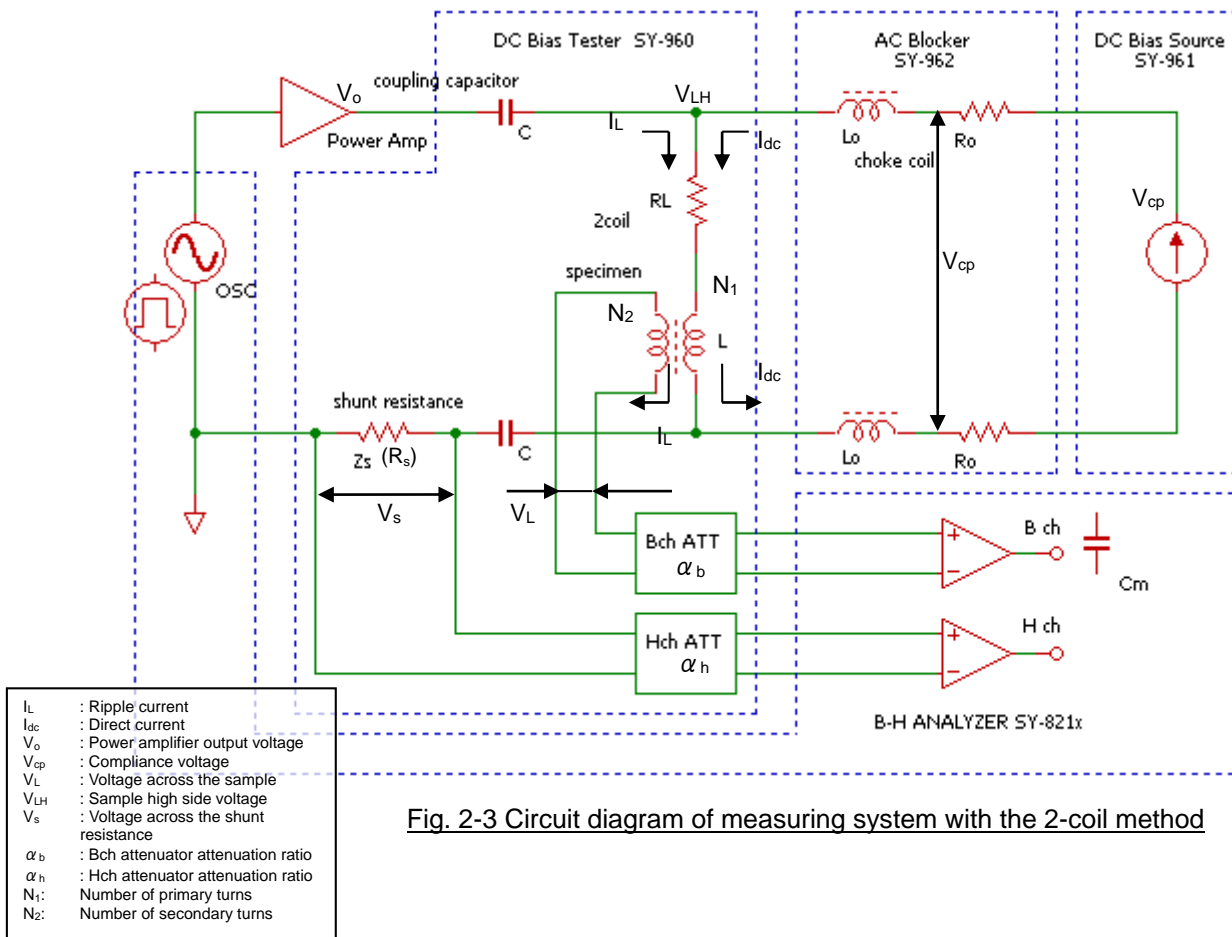 DC Bias Tester SY-960
AC Blocker
SY-962
DC Bias Source
SY-961
Vo
coupling capacitor
VLH
Power Amp
C
IL
Idc
Lo
choke coil
Ro
RL
2coil
Vcp
Vcp
OSC
specimen
N1
N2
L
Idc
shunt resistance
IL
Zs (Rs)
C
Lo
Ro
Vs
VL
Bch ATT
αb
+
−
B ch
Cm
Hch ATT
αh
+
−
H ch
B-H ANALYZER SY-821x
IL : Ripple current
Idc : Direct current
Vo : Power amplifier output voltage
Vcp : Compliance voltage
VL : Voltage across the sample
VLH : Sample high side voltage
Vs : Voltage across the shunt
resistance
αb : Bch attenuator attenuation ratio
αh : Hch attenuator attenuation ratio
N1: Number of primary turns
N2: Number of secondary turns
Fig. 2-3 Circuit diagram of measuring system with the 2-coil method